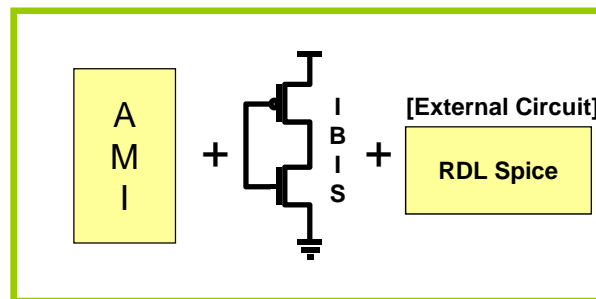 A
M
I
+
I
B
I
S
+
[External Circuit]
RDL Spice